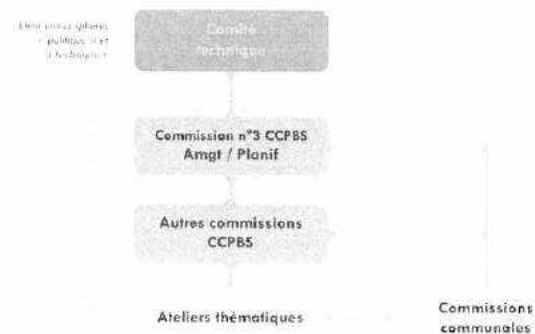 Comité
technique
Commission n°3 CCPBS
Amgt / Planif
Autres commissions
CCPBS
Ateliers thématiques
Commissions
communales